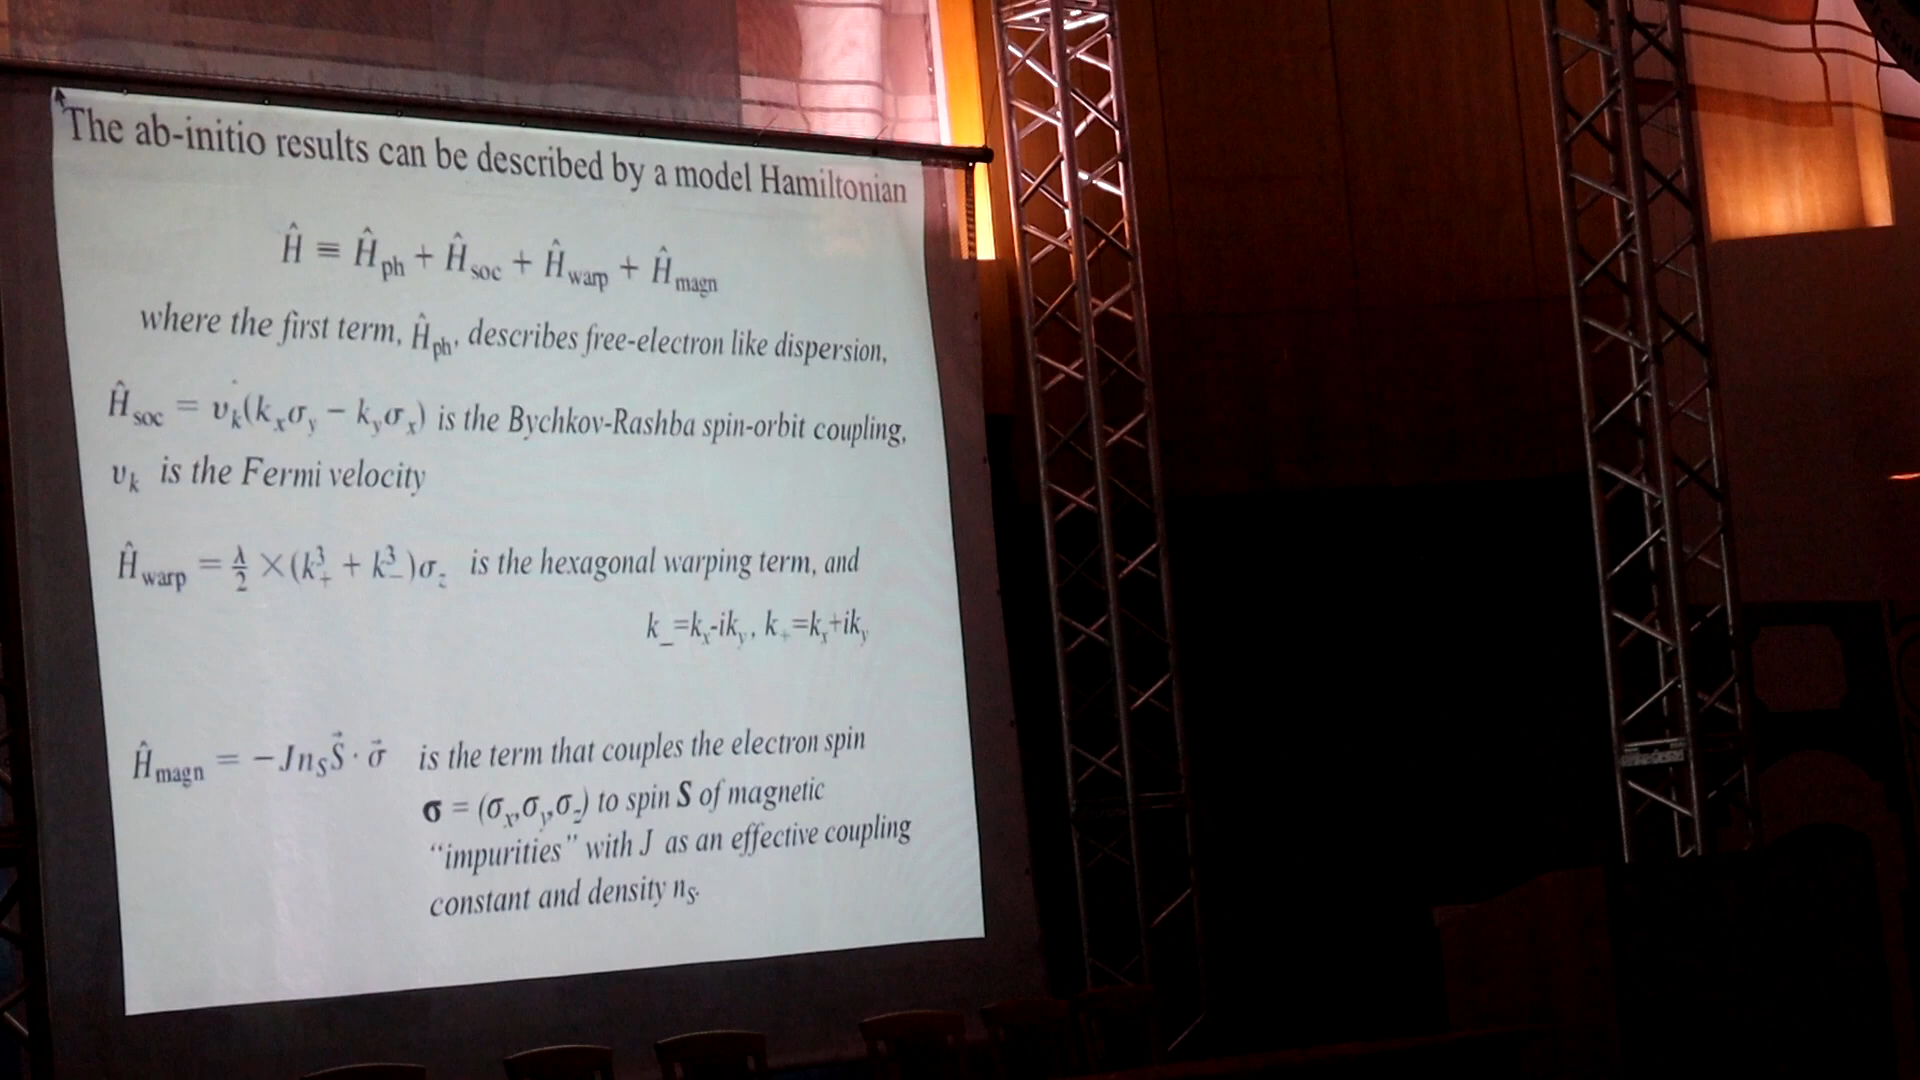 The ab-initio results can be described by a model Hamiltonian
Ĥ ≡ Ĥ_ph + Ĥ_soc + Ĥ_warp + Ĥ_magn
where the first term, Ĥ_ph, describes free-electron like dispersion,
Ĥ_soc = υ_k(k_xσ_y − k_yσ_x) is the Bychkov-Rashba spin-orbit coupling,
υ_k is the Fermi velocity
Ĥ_warp = λ/2 ×(k₊³ + k₋³)σ_z is the hexagonal warping term, and
k_=k_x-ik_y, k₊=k_x+ik_y
Ĥ_magn = −Jn_S S⃗ · σ⃗ is the term that couples the electron spin
σ = (σ_x,σ_y,σ_z) to spin S of magnetic
“impurities” with J as an effective coupling
constant and density n_S.